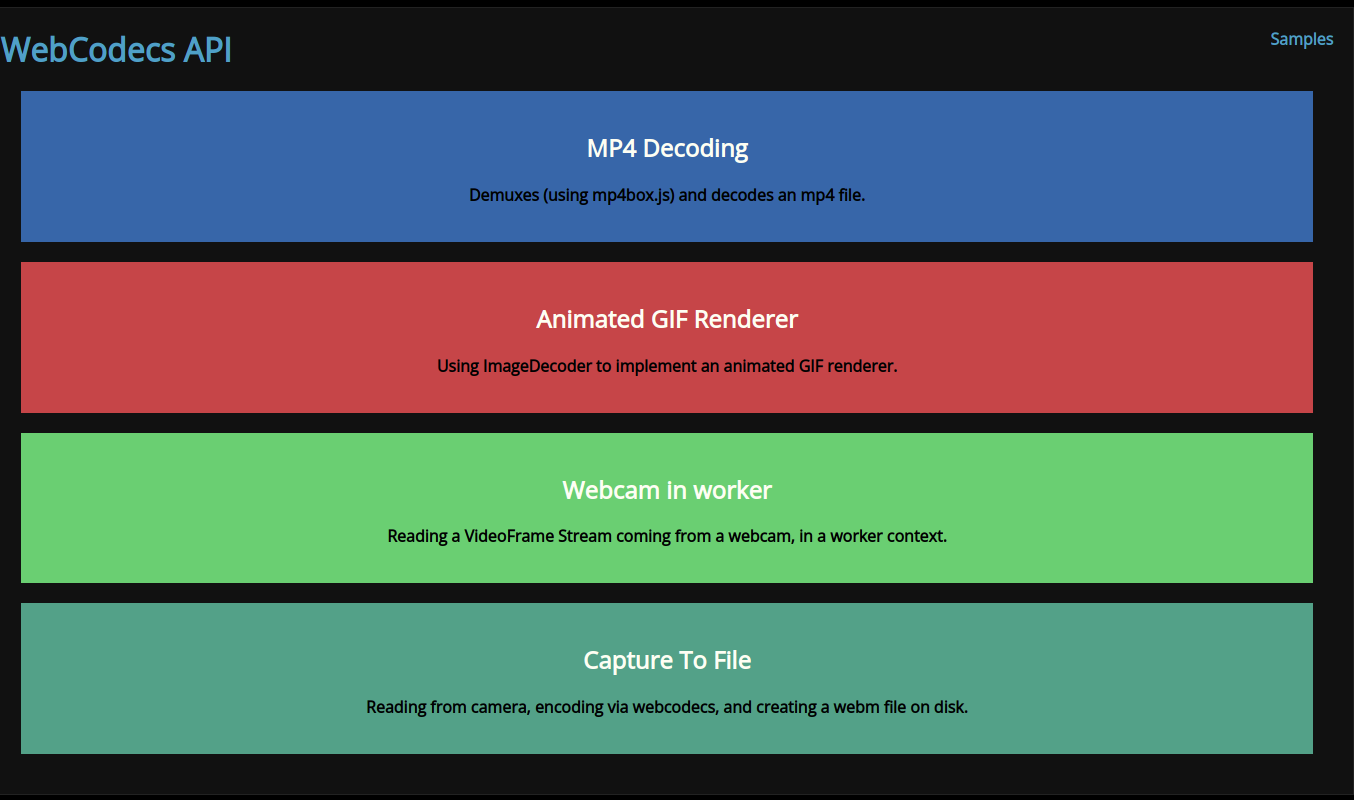 WebCodecs API
Samples
MP4 Decoding
Demuxes (using mp4box.js) and decodes an mp4 file.
Animated GIF Renderer
Using ImageDecoder to implement an animated GIF renderer.
Webcam in worker
Reading a VideoFrame Stream coming from a webcam, in a worker context.
Capture To File
Reading from camera, encoding via webcodecs, and creating a webm file on disk.